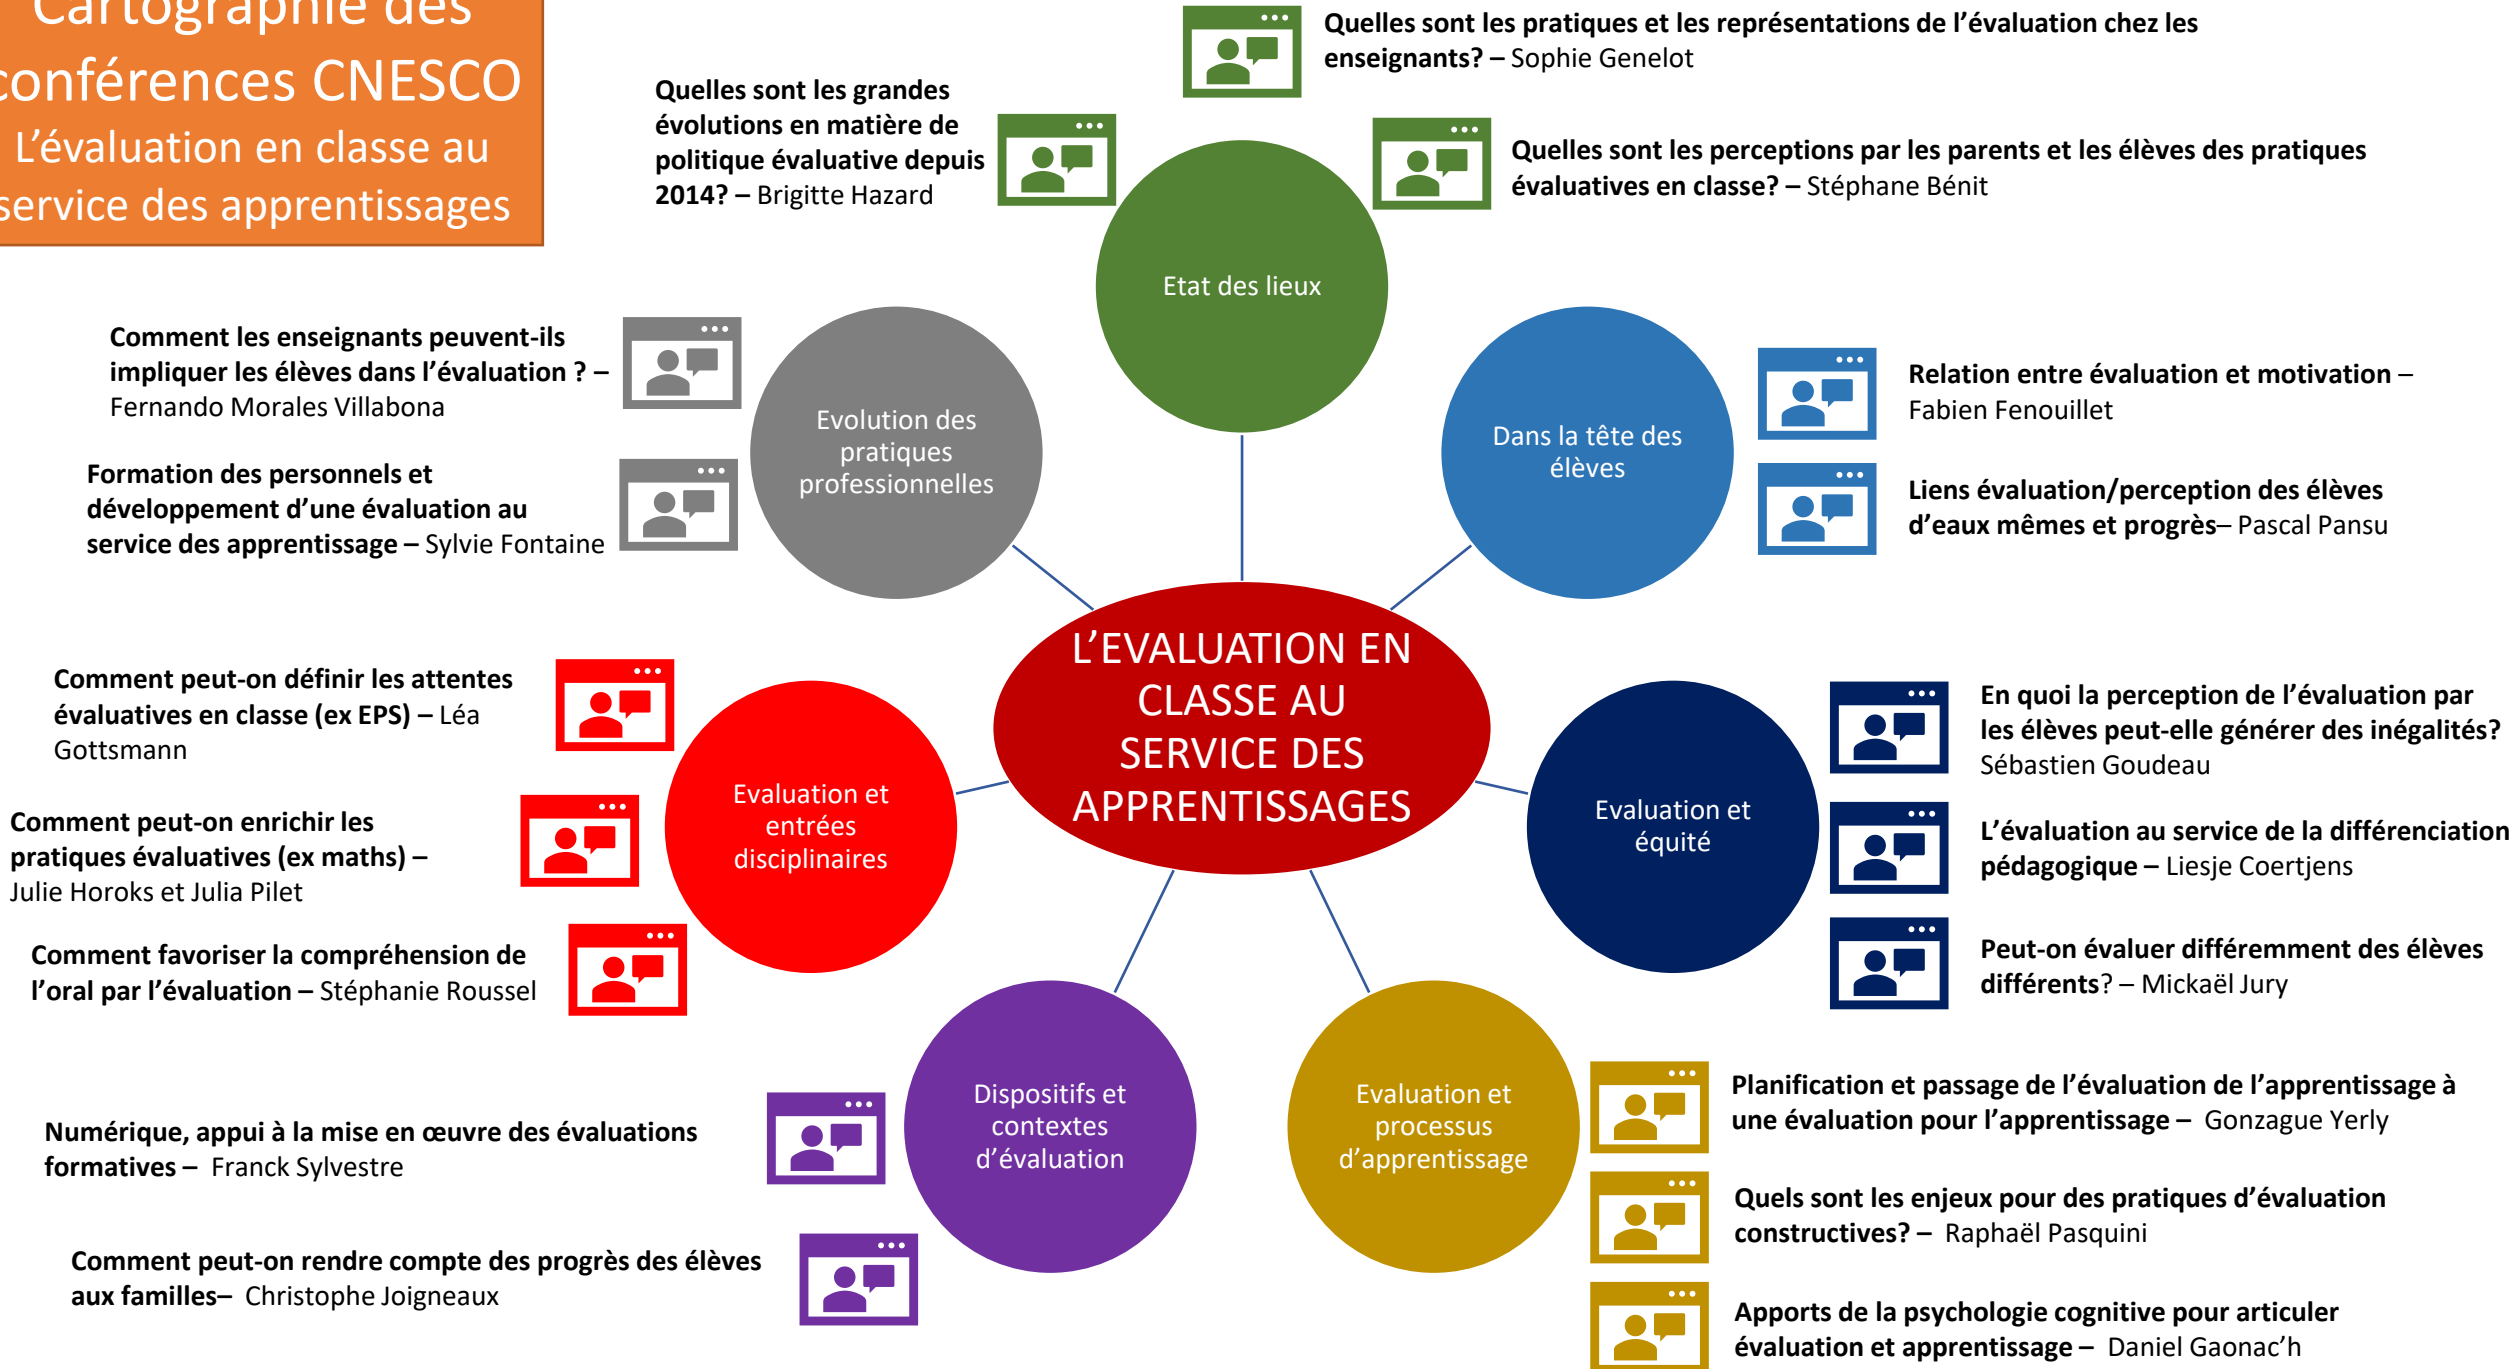 Cartographie des
conférences CNESCO
L'évaluation en classe au
service des apprentissages
Quelles sont les grandes
évolutions en matière de
politique évaluative depuis
2014? – Brigitte Hazard
Quelles sont les pratiques et les représentations de l'évaluation chez les
enseignants? – Sophie Genelot
Quelles sont les perceptions par les parents et les élèves des pratiques
évaluatives en classe? – Stéphane Bénit
Etat des lieux
Comment les enseignants peuvent-ils
impliquer les élèves dans l'évaluation ? –
Fernando Morales Villabona
Formation des personnels et
développement d'une évaluation au
service des apprentissage – Sylvie Fontaine
Evolution des
pratiques
professionnelles
Dans la tête des
élèves
Relation entre évaluation et motivation –
Fabien Fenouillet
Liens évaluation/perception des élèves
d'eaux mêmes et progrès– Pascal Pansu
L'EVALUATION EN
CLASSE AU
SERVICE DES
APPRENTISSAGES
Comment peut-on définir les attentes
évaluatives en classe (ex EPS) – Léa
Gottsmann
Comment peut-on enrichir les
pratiques évaluatives (ex maths) –
Julie Horoks et Julia Pilet
Comment favoriser la compréhension de
l'oral par l'évaluation – Stéphanie Roussel
Evaluation et
entrées
disciplinaires
Evaluation et
équité
En quoi la perception de l'évaluation par
les élèves peut-elle générer des inégalités?
Sébastien Goudeau
L'évaluation au service de la différenciation
pédagogique – Liesje Coertjens
Peut-on évaluer différemment des élèves
différents? – Mickaël Jury
Numérique, appui à la mise en œuvre des évaluations
formatives – Franck Sylvestre
Comment peut-on rendre compte des progrès des élèves
aux familles– Christophe Joigneaux
Dispositifs et
contextes
d'évaluation
Evaluation et
processus
d'apprentissage
Planification et passage de l'évaluation de l'apprentissage à
une évaluation pour l'apprentissage – Gonzague Yerly
Quels sont les enjeux pour des pratiques d'évaluation
constructives? – Raphaël Pasquini
Apports de la psychologie cognitive pour articuler
évaluation et apprentissage – Daniel Gaonac'h